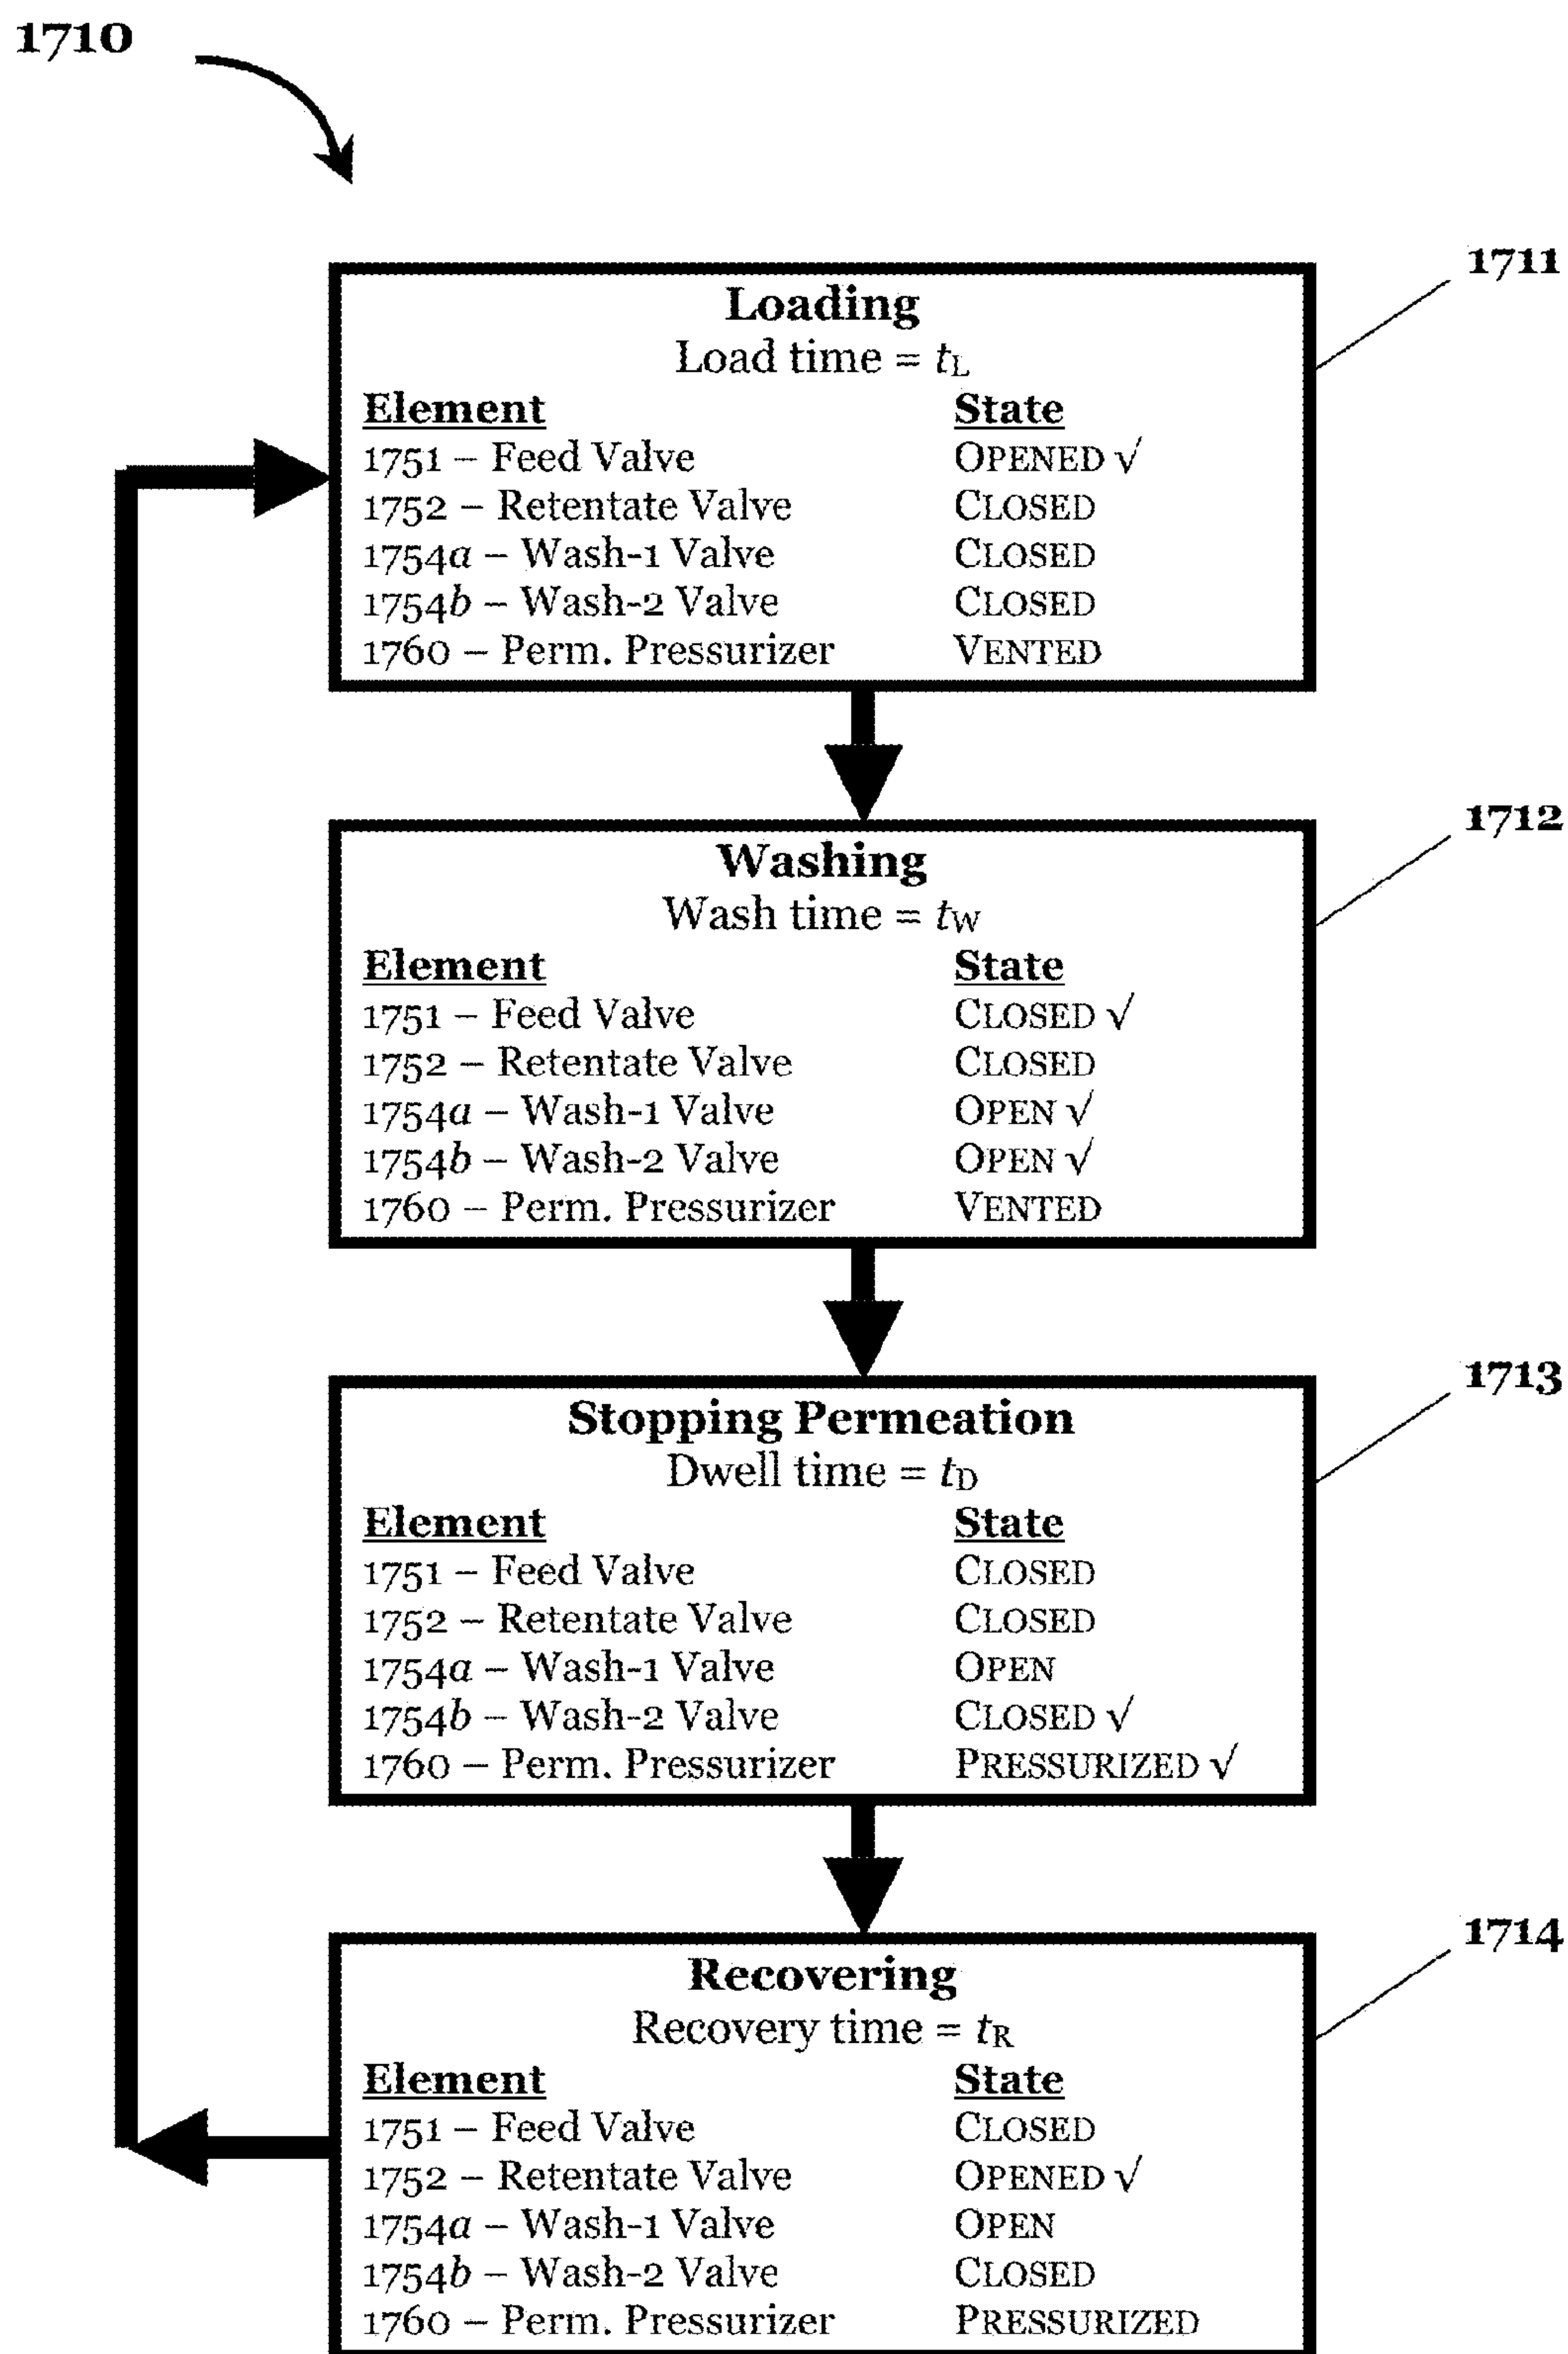 1710
1711
Loading
Load time = tL
Element State
1751 – Feed Valve OPENED √
1752 – Retentate Valve CLOSED
1754a – Wash-1 Valve CLOSED
1754b – Wash-2 Valve CLOSED
1760 – Perm. Pressurizer VENTED
1712
Washing
Wash time = tW
Element State
1751 – Feed Valve CLOSED √
1752 – Retentate Valve CLOSED
1754a – Wash-1 Valve OPEN √
1754b – Wash-2 Valve OPEN √
1760 – Perm. Pressurizer VENTED
1713
Stopping Permeation
Dwell time = tD
Element State
1751 – Feed Valve CLOSED
1752 – Retentate Valve CLOSED
1754a – Wash-1 Valve OPEN
1754b – Wash-2 Valve CLOSED √
1760 – Perm. Pressurizer PRESSURIZED √
1714
Recovering
Recovery time = tR
Element State
1751 – Feed Valve CLOSED
1752 – Retentate Valve OPENED √
1754a – Wash-1 Valve OPEN
1754b – Wash-2 Valve CLOSED
1760 – Perm. Pressurizer PRESSURIZED